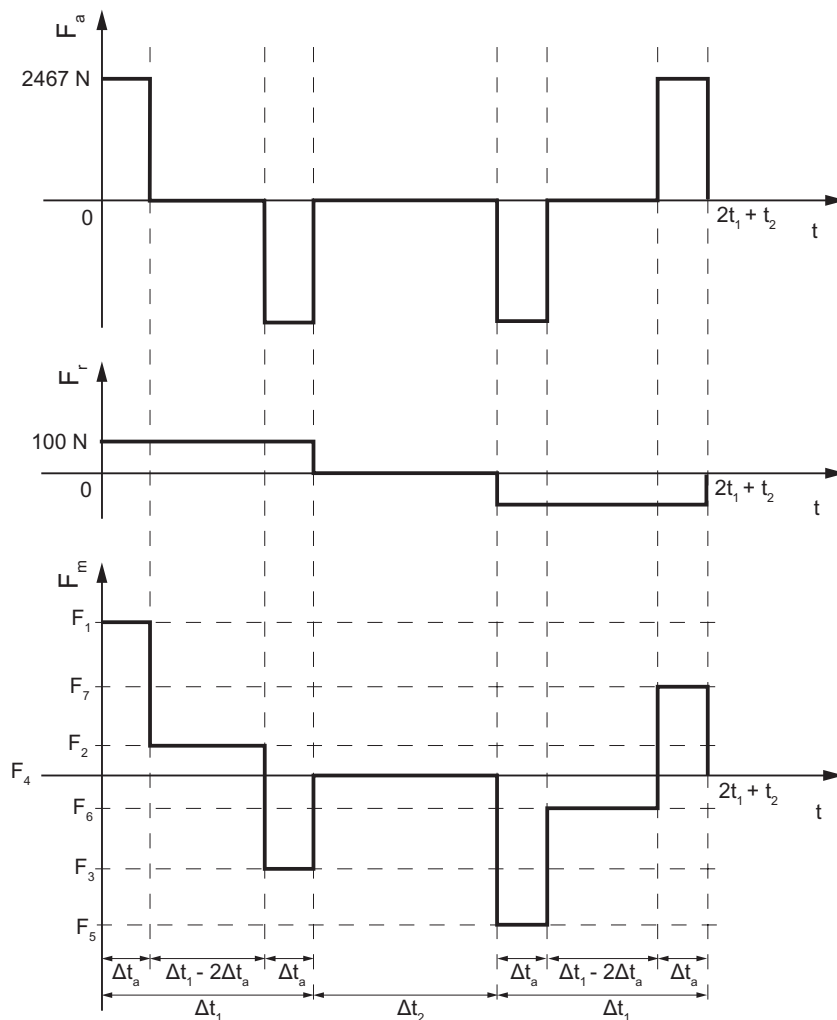 F_a
2467 N
0
2t_1 + t_2
t
F_r
100 N
0
2t_1 + t_2
t
F_m
F_1
F_7
F_2
F_4
2t_1 + t_2
F_6
t
F_3
F_5
Δt_a Δt_1 - 2Δt_a Δt_a Δt_a Δt_1 - 2Δt_a Δt_a
Δt_1 Δt_2 Δt_1